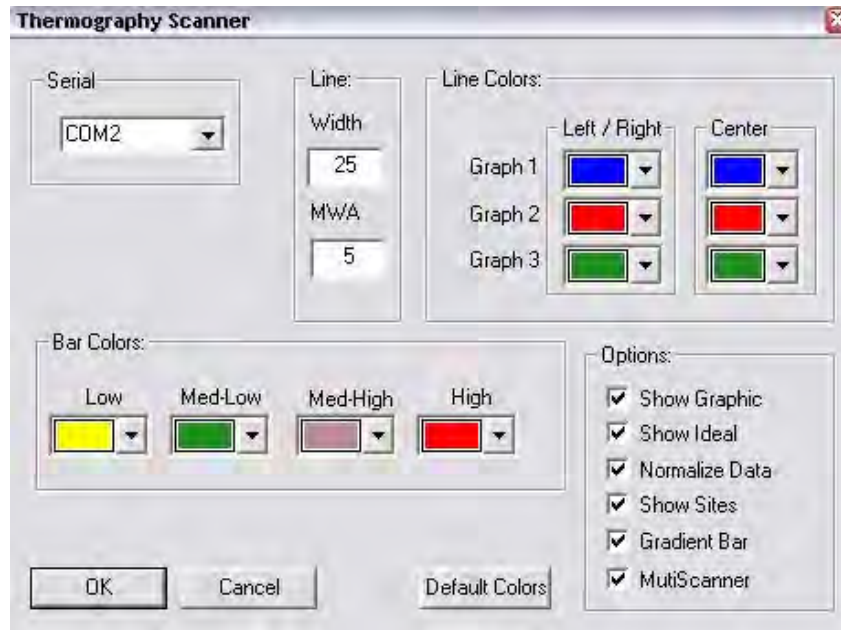 Thermography Scanner
Serial
COM2
Line:
Width
25
MWA
5
Line Colors:
Left / Right
Center
Graph 1
Graph 2
Graph 3
Bar Colors:
Low
Med-Low
Med-High
High
Options:
Show Graphic
Show Ideal
Normalize Data
Show Sites
Gradient Bar
MutiScanner
OK
Cancel
Default Colors